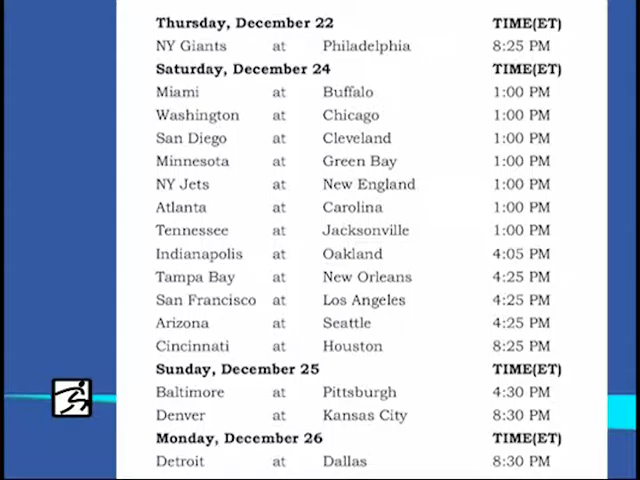 Thursday, December 22 TIME(ET)
NY Giants at Philadelphia 8:25 PM
Saturday, December 24 TIME(ET)
Miami at Buffalo 1:00 PM
Washington at Chicago 1:00 PM
San Diego at Cleveland 1:00 PM
Minnesota at Green Bay 1:00 PM
NY Jets at New England 1:00 PM
Atlanta at Carolina 1:00 PM
Tennessee at Jacksonville 1:00 PM
Indianapolis at Oakland 4:05 PM
Tampa Bay at New Orleans 4:25 PM
San Francisco at Los Angeles 4:25 PM
Arizona at Seattle 4:25 PM
Cincinnati at Houston 8:25 PM
Sunday, December 25 TIME(ET)
Baltimore at Pittsburgh 4:30 PM
Denver at Kansas City 8:30 PM
Monday, December 26 TIME(ET)
Detroit at Dallas 8:30 PM